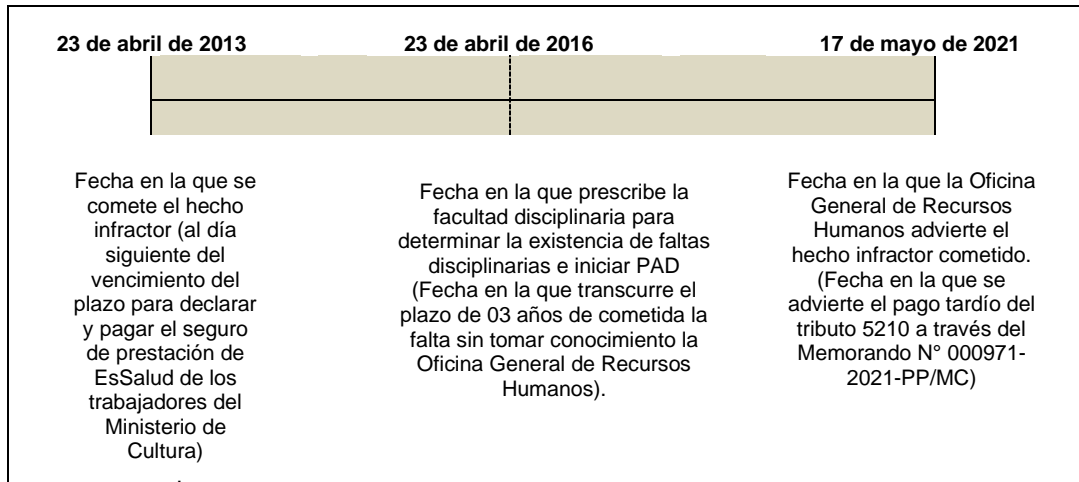 23 de abril de 2013
23 de abril de 2016
17 de mayo de 2021
Fecha en la que se
comete el hecho
infractor (al día
siguiente del
vencimiento del
plazo para declarar
y pagar el seguro
de prestación de
EsSalud de los
trabajadores del
Ministerio de
Cultura)
Fecha en la que prescribe la
facultad disciplinaria para
determinar la existencia de faltas
disciplinarias e iniciar PAD
(Fecha en la que transcurre el
plazo de 03 años de cometida la
falta sin tomar conocimiento la
Oficina General de Recursos
Humanos).
Fecha en la que la Oficina
General de Recursos
Humanos advierte el
hecho infractor cometido.
(Fecha en la que se
advierte el pago tardío del
tributo 5210 a través del
Memorando N° 000971-
2021-PP/MC)